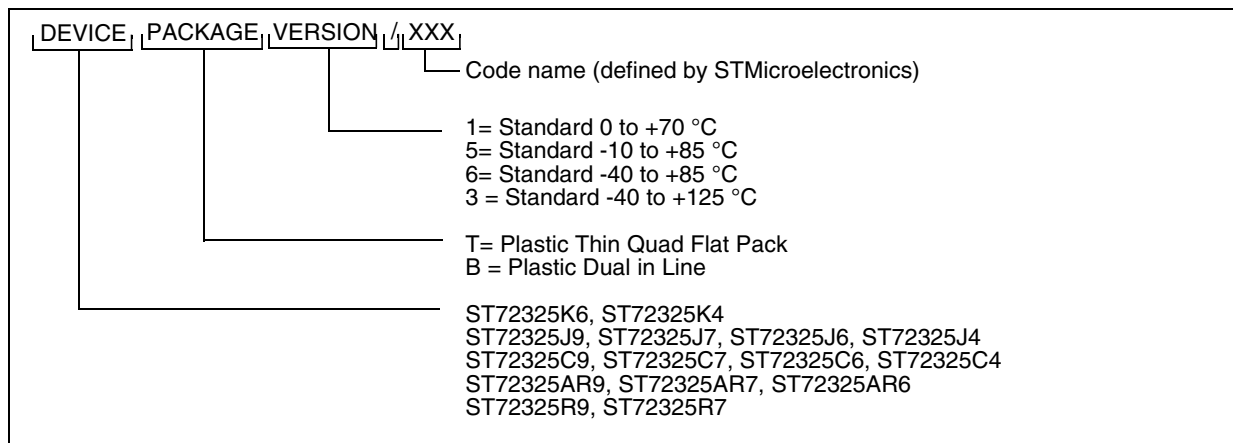 DEVICE PACKAGE VERSION / XXX
Code name (defined by STMicroelectronics)
1= Standard 0 to +70 °C
5= Standard -10 to +85 °C
6= Standard -40 to +85 °C
3 = Standard -40 to +125 °C
T= Plastic Thin Quad Flat Pack
B = Plastic Dual in Line
ST72325K6, ST72325K4
ST72325J9, ST72325J7, ST72325J6, ST72325J4
ST72325C9, ST72325C7, ST72325C6, ST72325C4
ST72325AR9, ST72325AR7, ST72325AR6
ST72325R9, ST72325R7